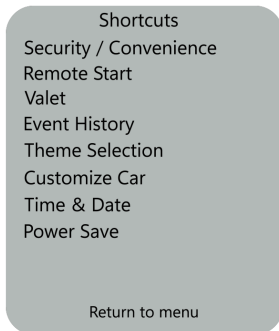 Shortcuts
Security / Convenience
Remote Start
Valet
Event History
Theme Selection
Customize Car
Time & Date
Power Save
Return to menu